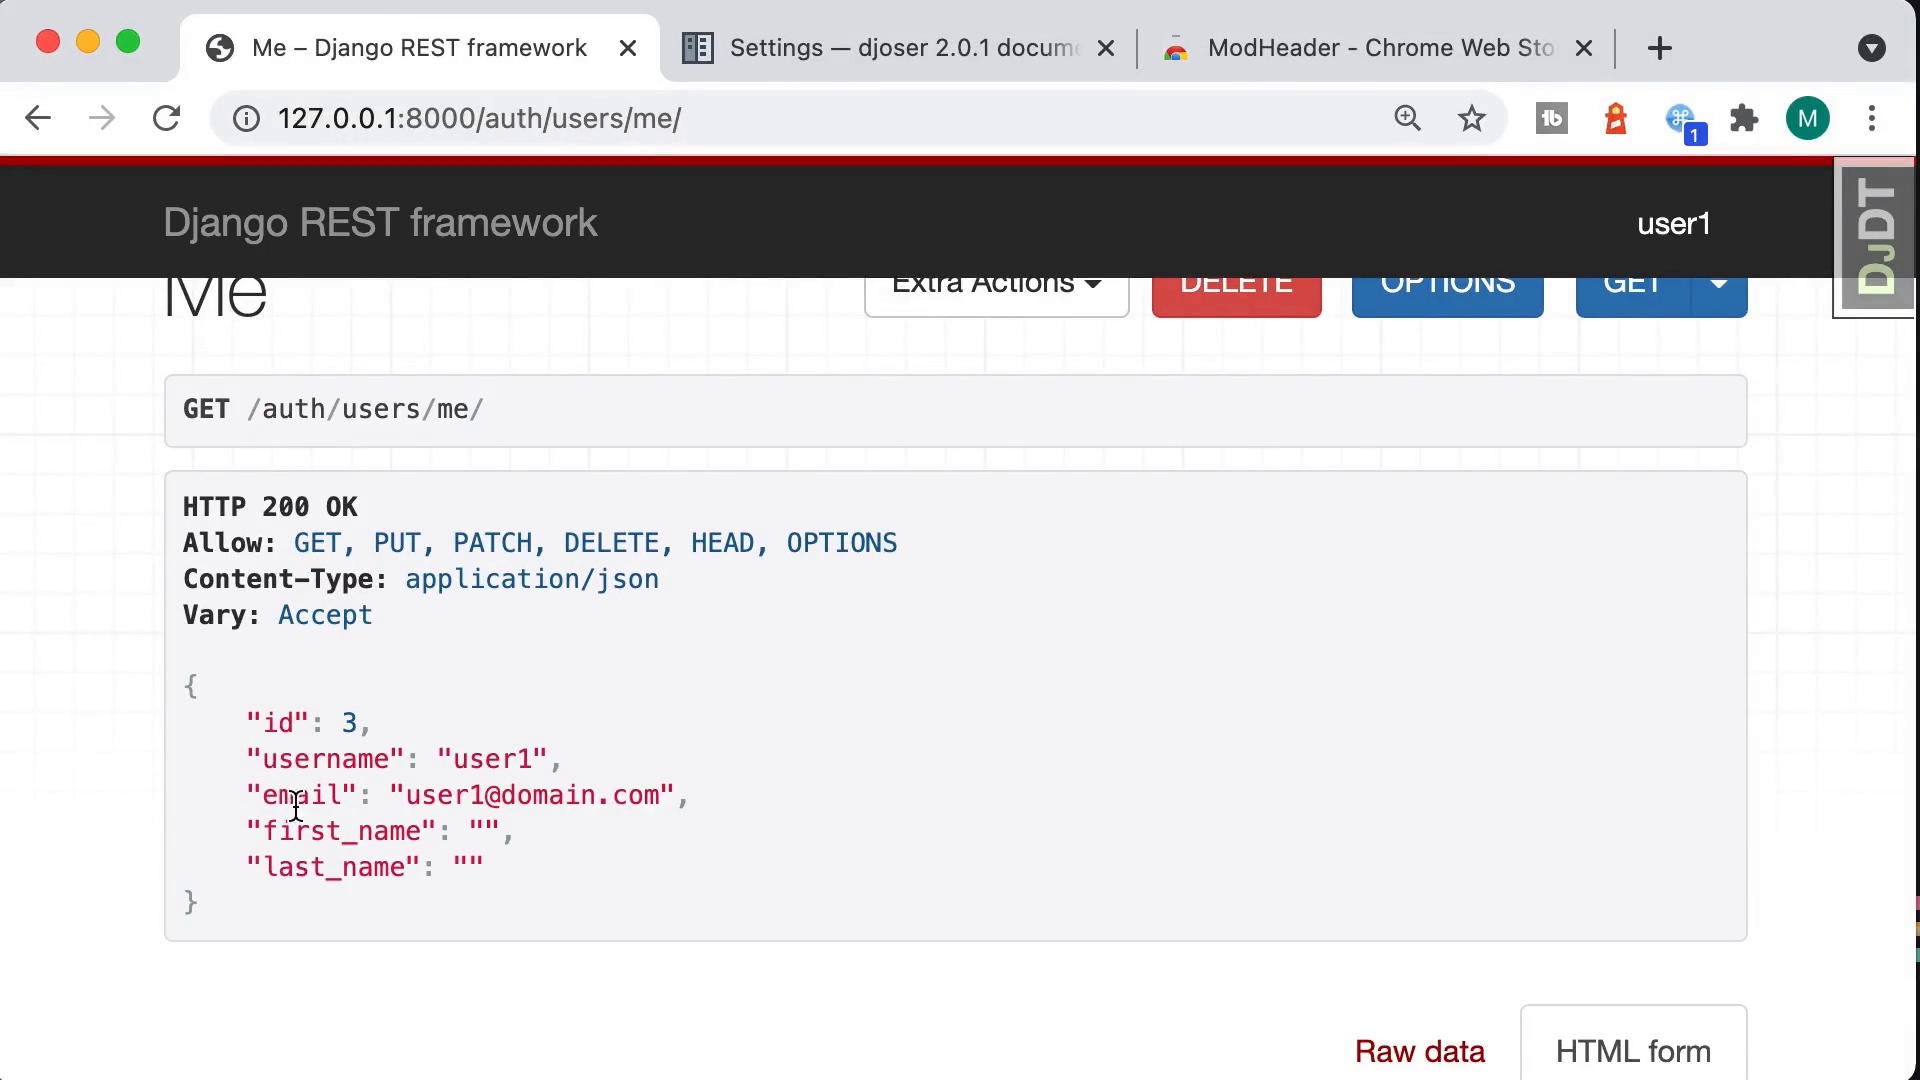 Me – Django REST framework
Settings — djoser 2.0.1 docume
ModHeader - Chrome Web Sto
127.0.0.1:8000/auth/users/me/
1
M
Django REST framework
user1
DJDT
Me
Extra Actions
DELETE
OPTIONS
GET
GET /auth/users/me/
HTTP 200 OK
Allow: GET, PUT, PATCH, DELETE, HEAD, OPTIONS
Content-Type: application/json
Vary: Accept
{
"id": 3,
"username": "user1",
"email": "user1@domain.com",
"first_name": "",
"last_name": ""
}
Raw data
HTML form